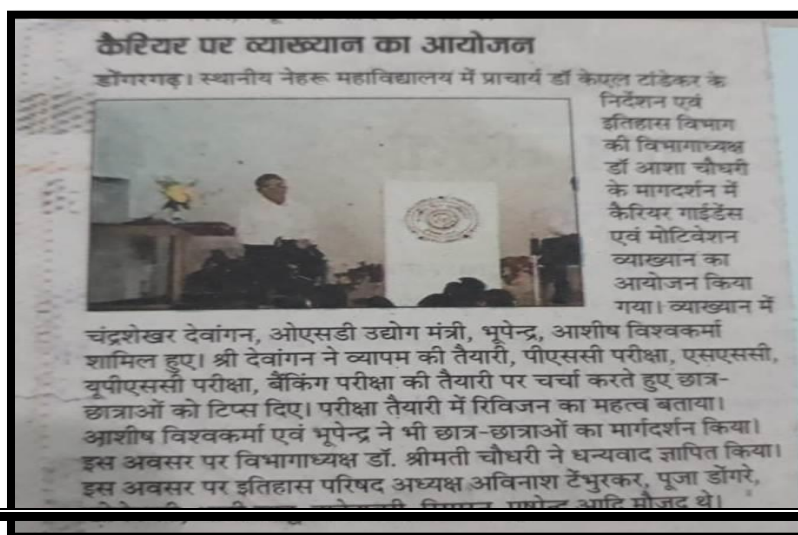 कैरियर पर व्याख्यान का आयोजन
डोंगरगढ़। स्थानीय नेहरू महाविद्यालय में प्राचार्य डॉ केएल टांडेकर के
निर्देशन एवं
इतिहास विभाग
की विभागाध्यक्ष
डॉ आशा चौधरी
के मागदर्शन में
कैरियर गाईडेंस
एवं मोटिवेशन
व्याख्यान का
आयोजन किया
गया। व्याख्यान में
चंद्रशेखर देवांगन, ओएसडी उद्योग मंत्री, भूपेन्द्र, आशीष विश्वकर्मा
शामिल हुए। श्री देवांगन ने व्यापम की तैयारी, पीएससी परीक्षा, एसएससी,
यूपीएससी परीक्षा, बैंकिंग परीक्षा की तैयारी पर चर्चा करते हुए छात्र-
छात्राओं को टिप्स दिए। परीक्षा तैयारी में रिविजन का महत्व बताया।
आशीष विश्वकर्मा एवं भूपेन्द्र ने भी छात्र-छात्राओं का मार्गदर्शन किया।
इस अवसर पर विभागाध्यक्ष डॉ. श्रीमती चौधरी ने धन्यवाद ज्ञापित किया।
इस अवसर पर इतिहास परिषद अध्यक्ष अविनाश टेंभुरकर, पूजा डोंगरे,
आदि मौजूद थे।